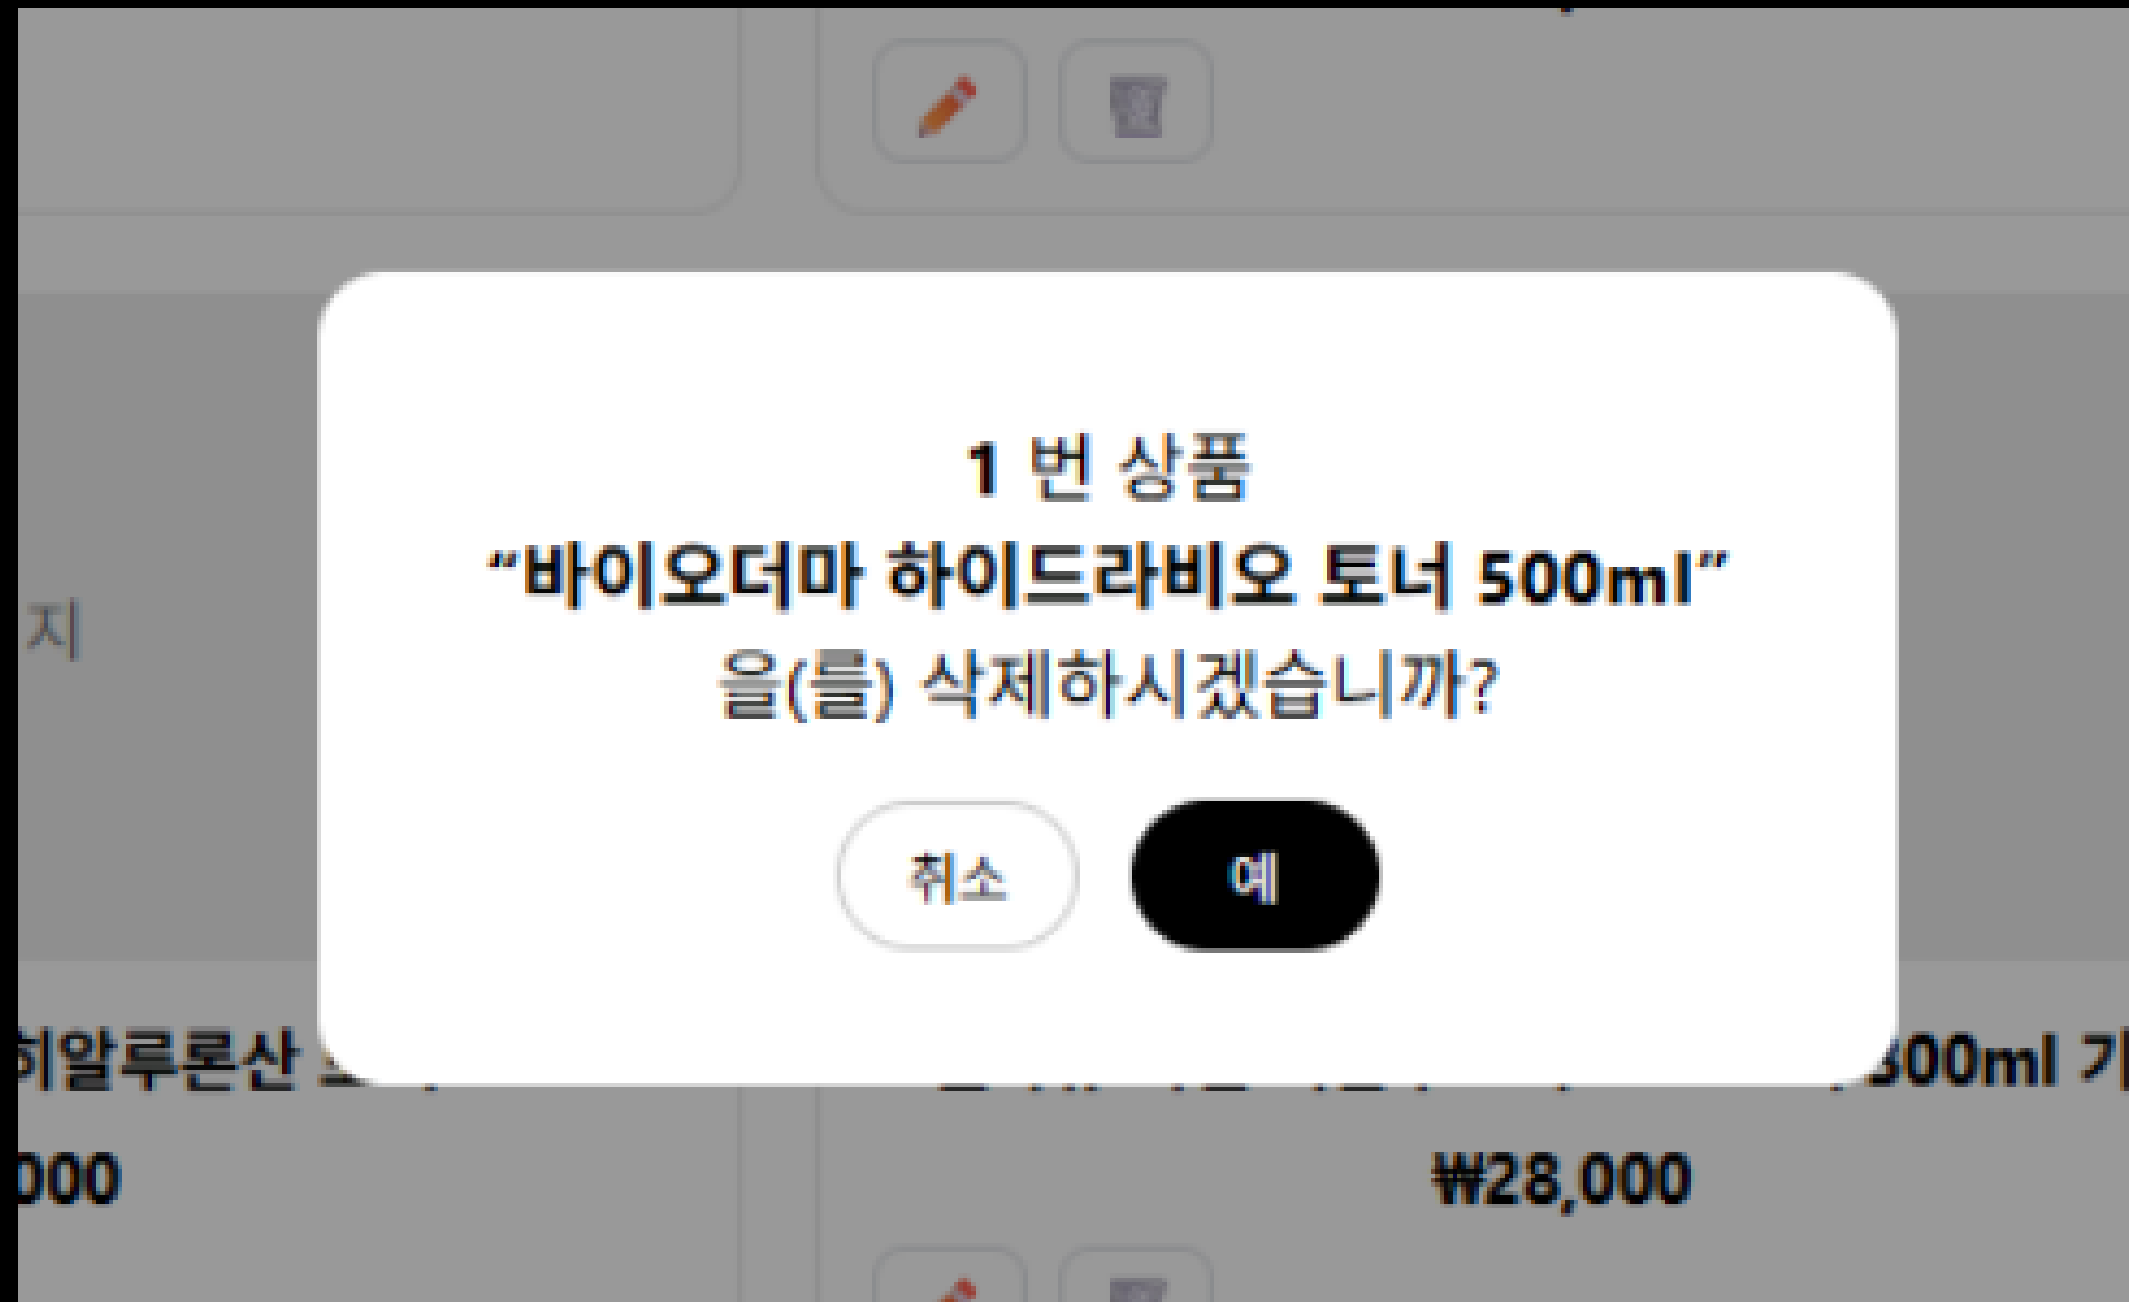 1 번 상품
“바이오더마 하이드라비오 토너 500ml”
을(를) 삭제하시겠습니까?
취소 예
지
히알루론산
300ml
000
₩28,000